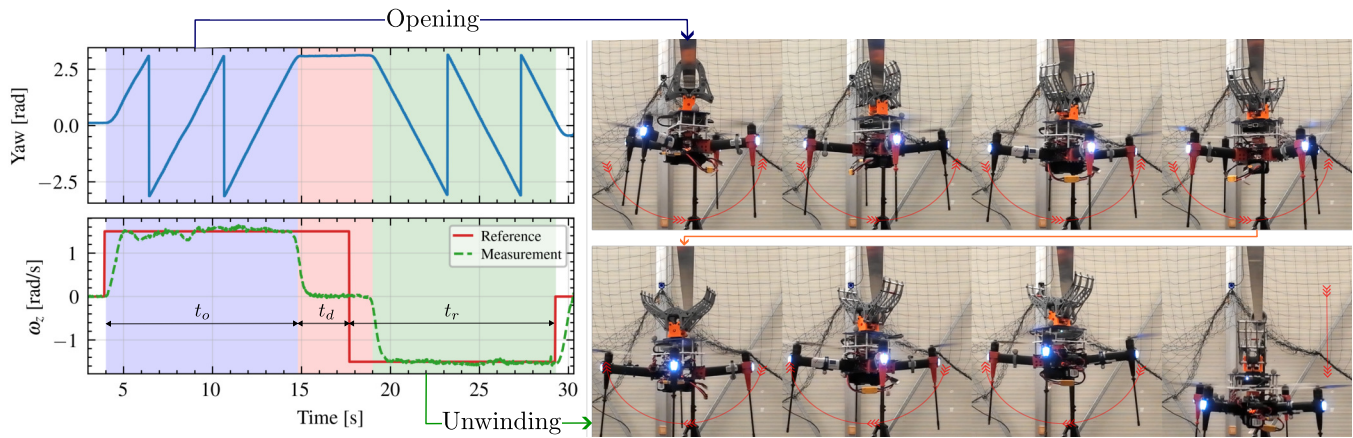 Opening
2.5
0.0
−2.5
Yaw [rad]
1
0
−1
ω_z [rad/s]
Reference
Measurement
t_o
t_d
t_r
5
10
15
20
25
30
Time [s]
Unwinding